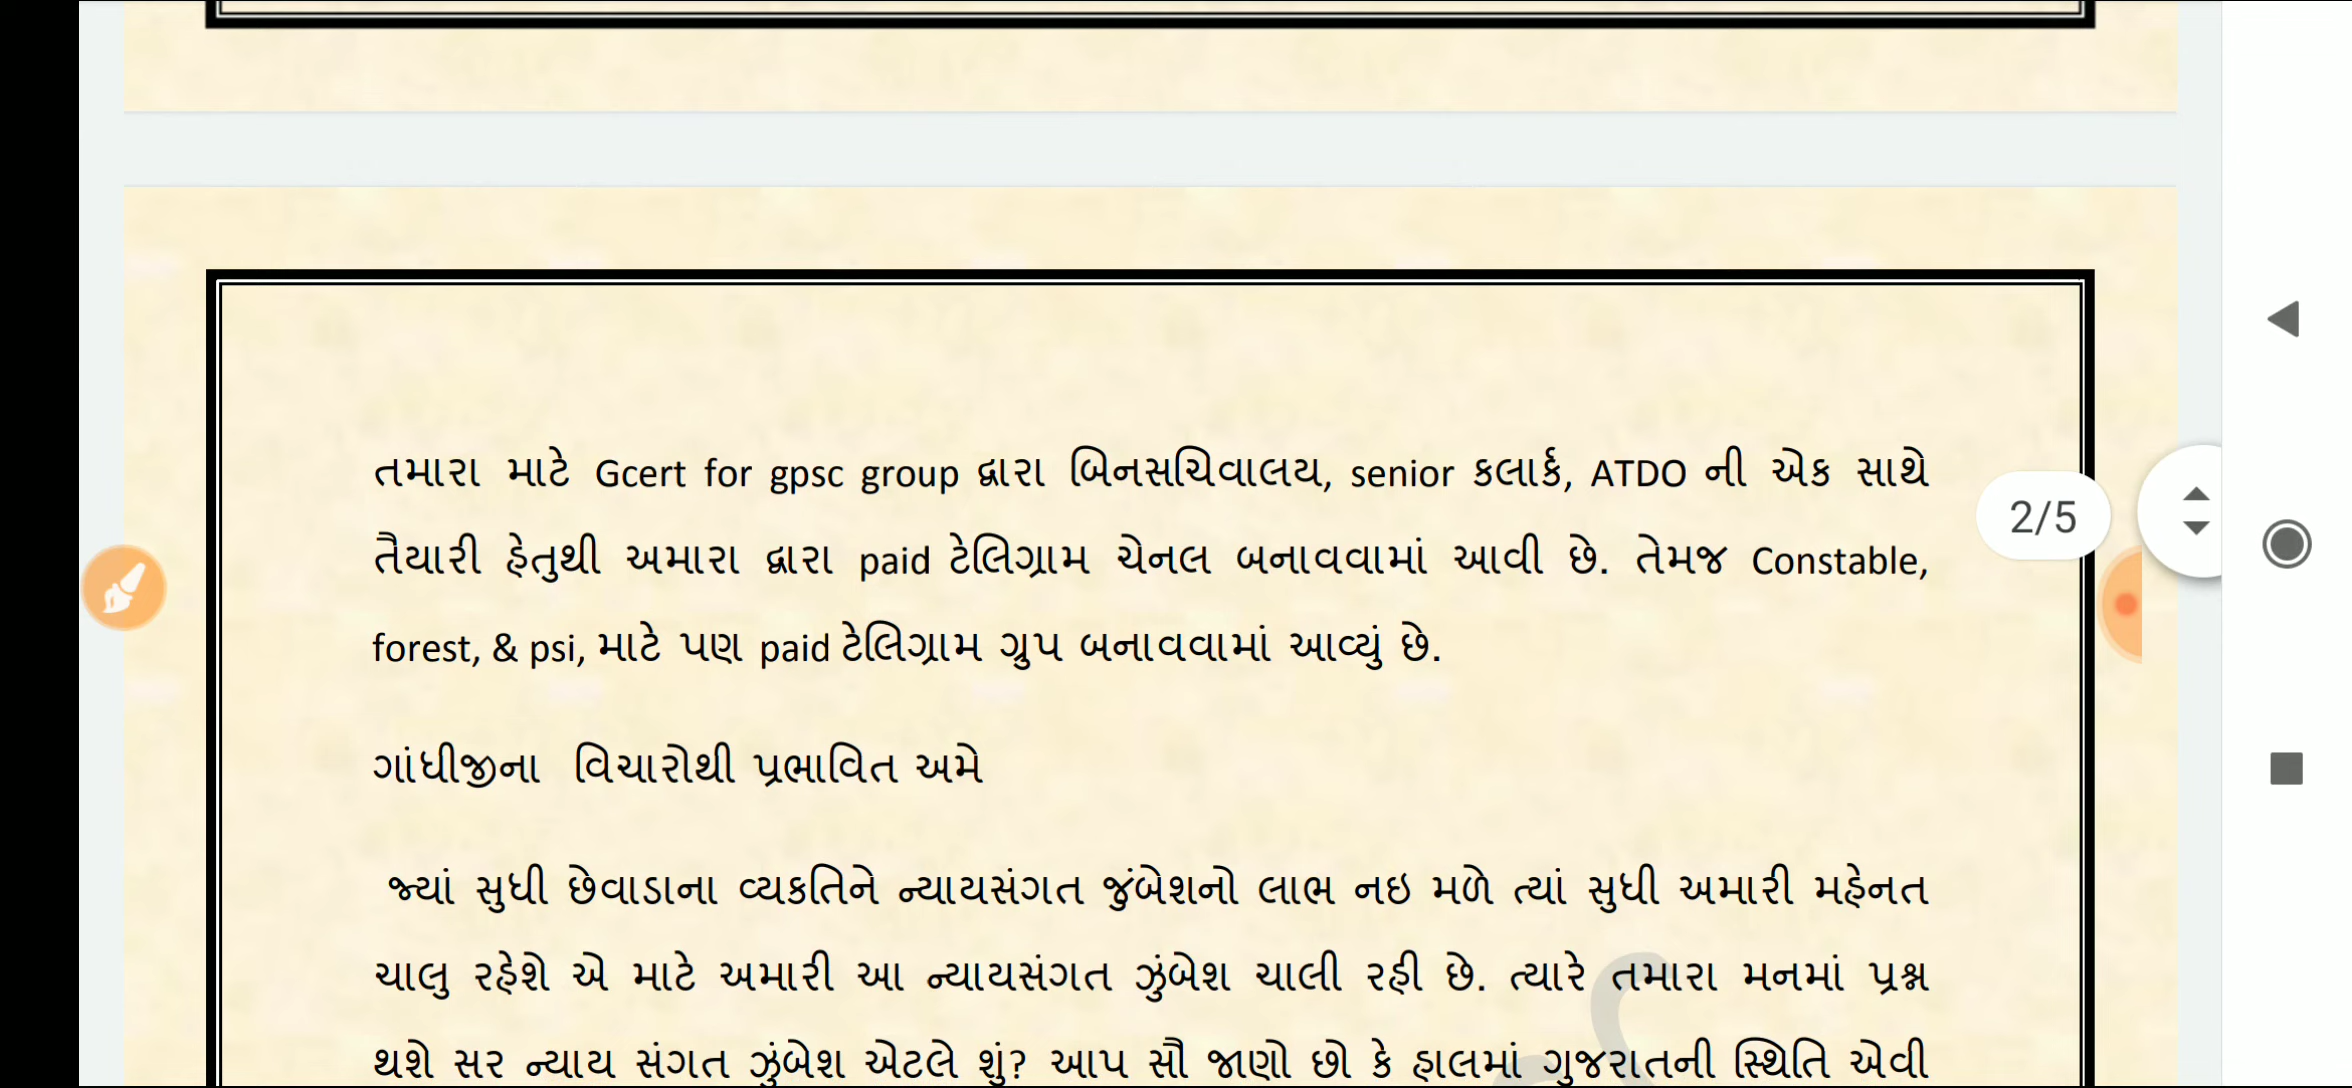 તમારા માટે Gcert for gpsc group દ્વારા બિનસચિવાલય, senior કલાર્ક, ATDO ની એક સાથે
તૈયારી હેતુથી અમારા દ્વારા paid ટેલિગ્રામ ચેનલ બનાવવામાં આવી છે. તેમજ Constable,
forest, & psi, માટે પણ paid ટેલિગ્રામ ગ્રુપ બનાવવામાં આવ્યું છે.
2/5
ગાંધીજીના વિચારોથી પ્રભાવિત અમે
જ્યાં સુધી છેવાડાના વ્યકતિને ન્યાયસંગત જુંબેશનો લાભ નઇ મળે ત્યાં સુધી અમારી મહેનત
ચાલુ રહેશે એ માટે અમારી આ ન્યાયસંગત ઝુંબેશ ચાલી રહી છે. ત્યારે તમારા મનમાં પ્રશ્ન
થશે સર ન્યાય સંગત ઝુંબેશ એટલે શું? આપ સૌ જાણો છો કે હાલમાં ગુજરાતની સ્થિતિ એવી